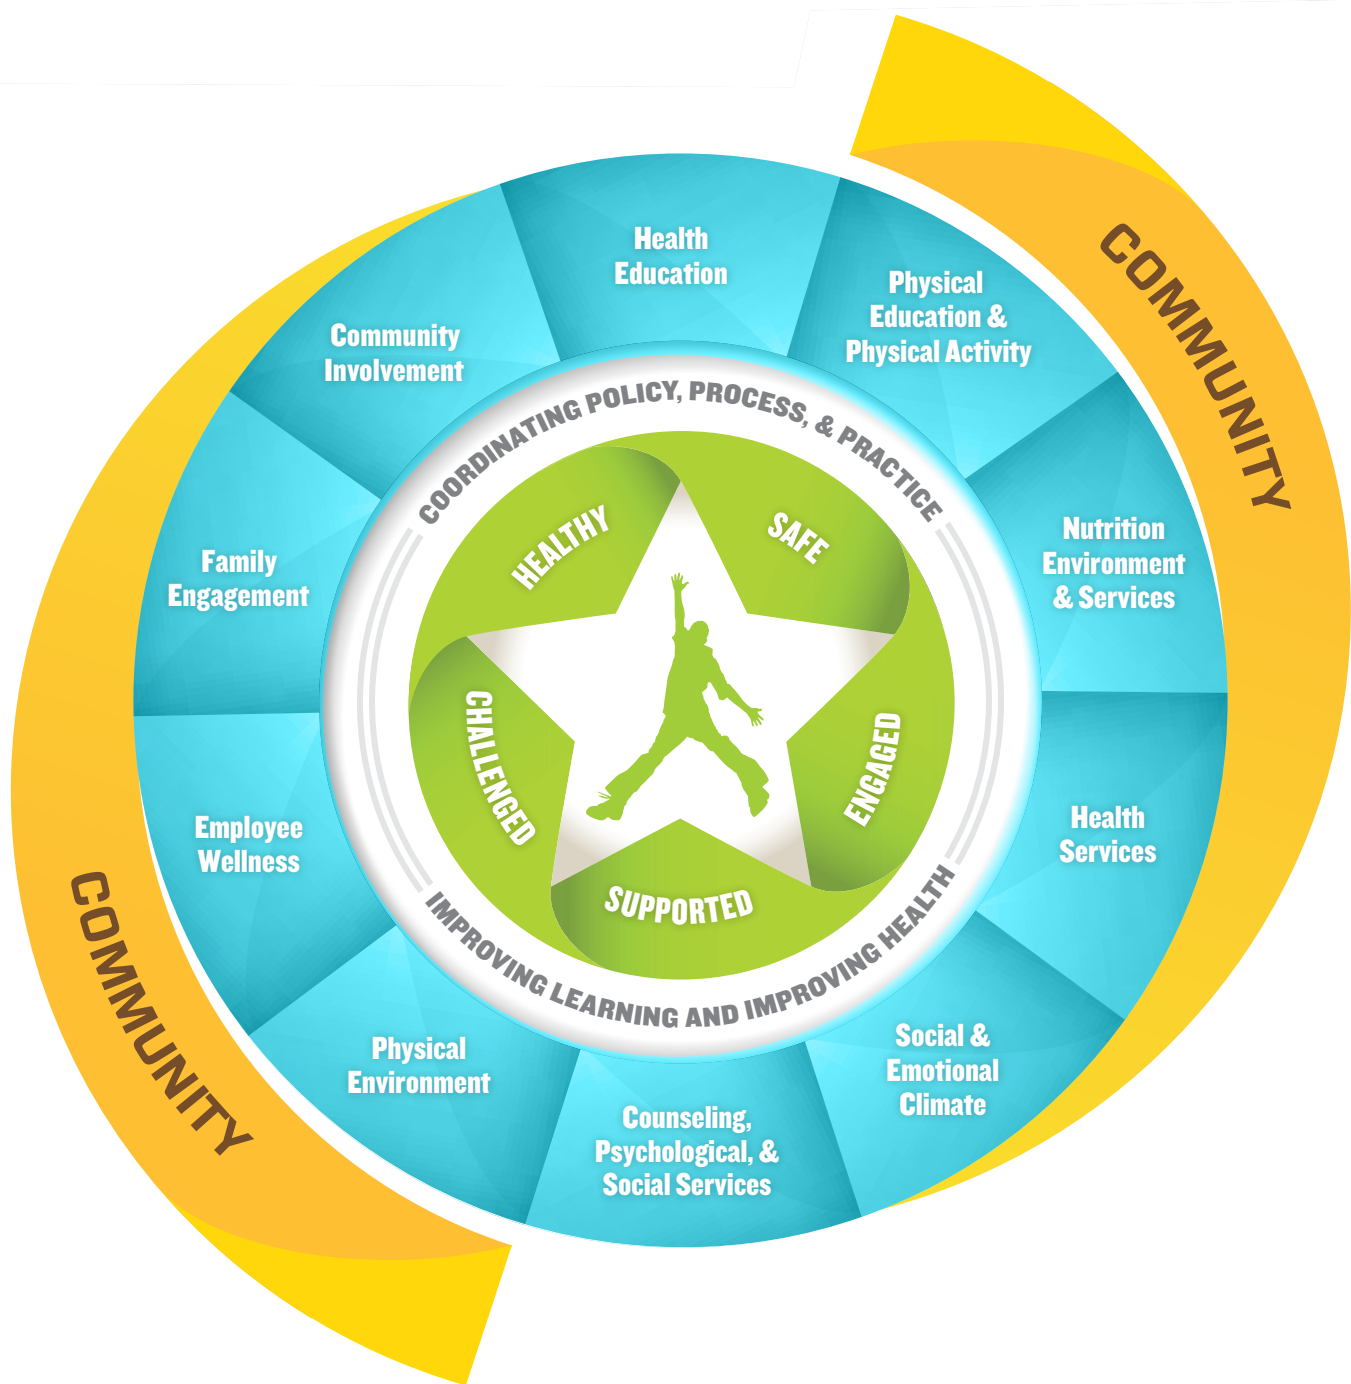 COMMUNITY
Health
Education
Physical
Education &
Physical Activity
Nutrition
Environment
& Services
Health
Services
Social &
Emotional
Climate
Counseling,
Psychological, &
Social Services
Physical
Environment
Employee
Wellness
Family
Engagement
Community
Involvement
COORDINATING POLICY, PROCESS, & PRACTICE
IMPROVING LEARNING AND IMPROVING HEALTH
HEALTHY
SAFE
ENGAGED
SUPPORTED
CHALLENGED
COMMUNITY